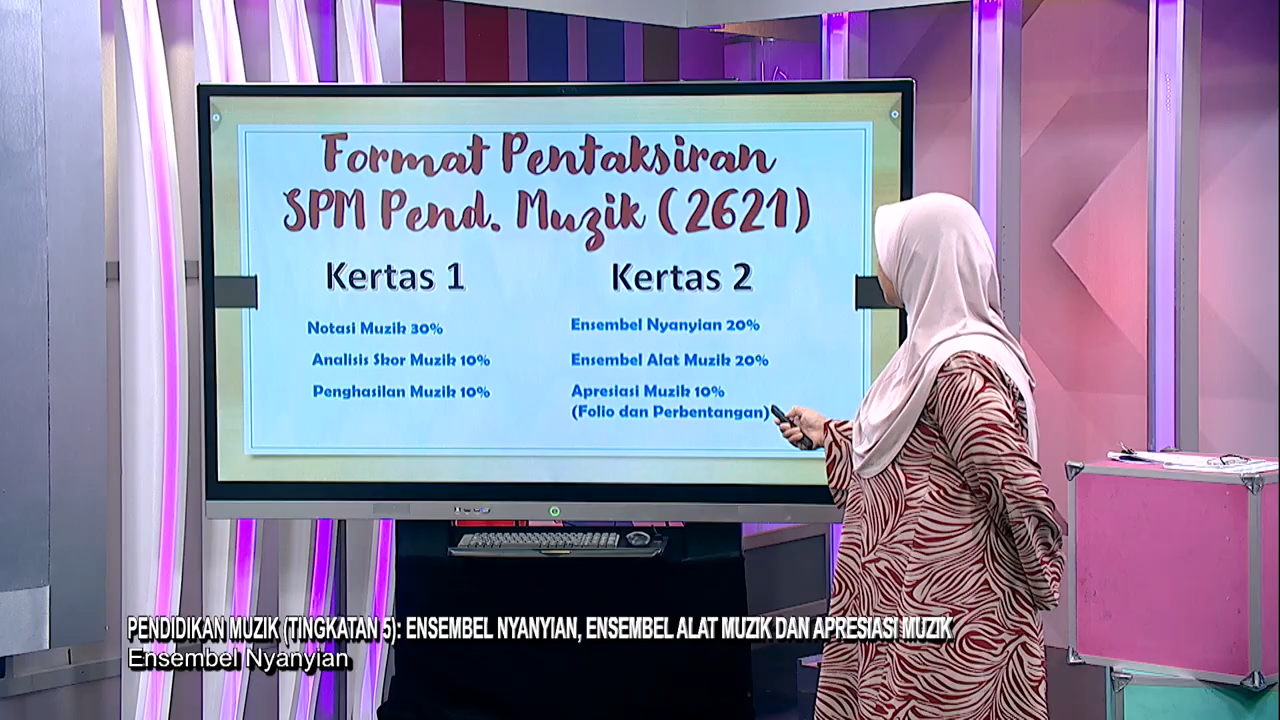 Format Pentaksiran
SPM Pend. Muzik (2621)
Kertas 1
Notasi Muzik 30%
Analisis Skor Muzik 10%
Penghasilan Muzik 10%
Kertas 2
Ensembel Nyanyian 20%
Ensembel Alat Muzik 20%
Apresiasi Muzik 10%
(Folio dan Perbentangan)
PENDIDIKAN MUZIK (TINGKATAN 5): ENSEMBEL NYANYIAN, ENSEMBEL ALAT MUZIK DAN APRESIASI MUZIK
Ensembel Nyanyian